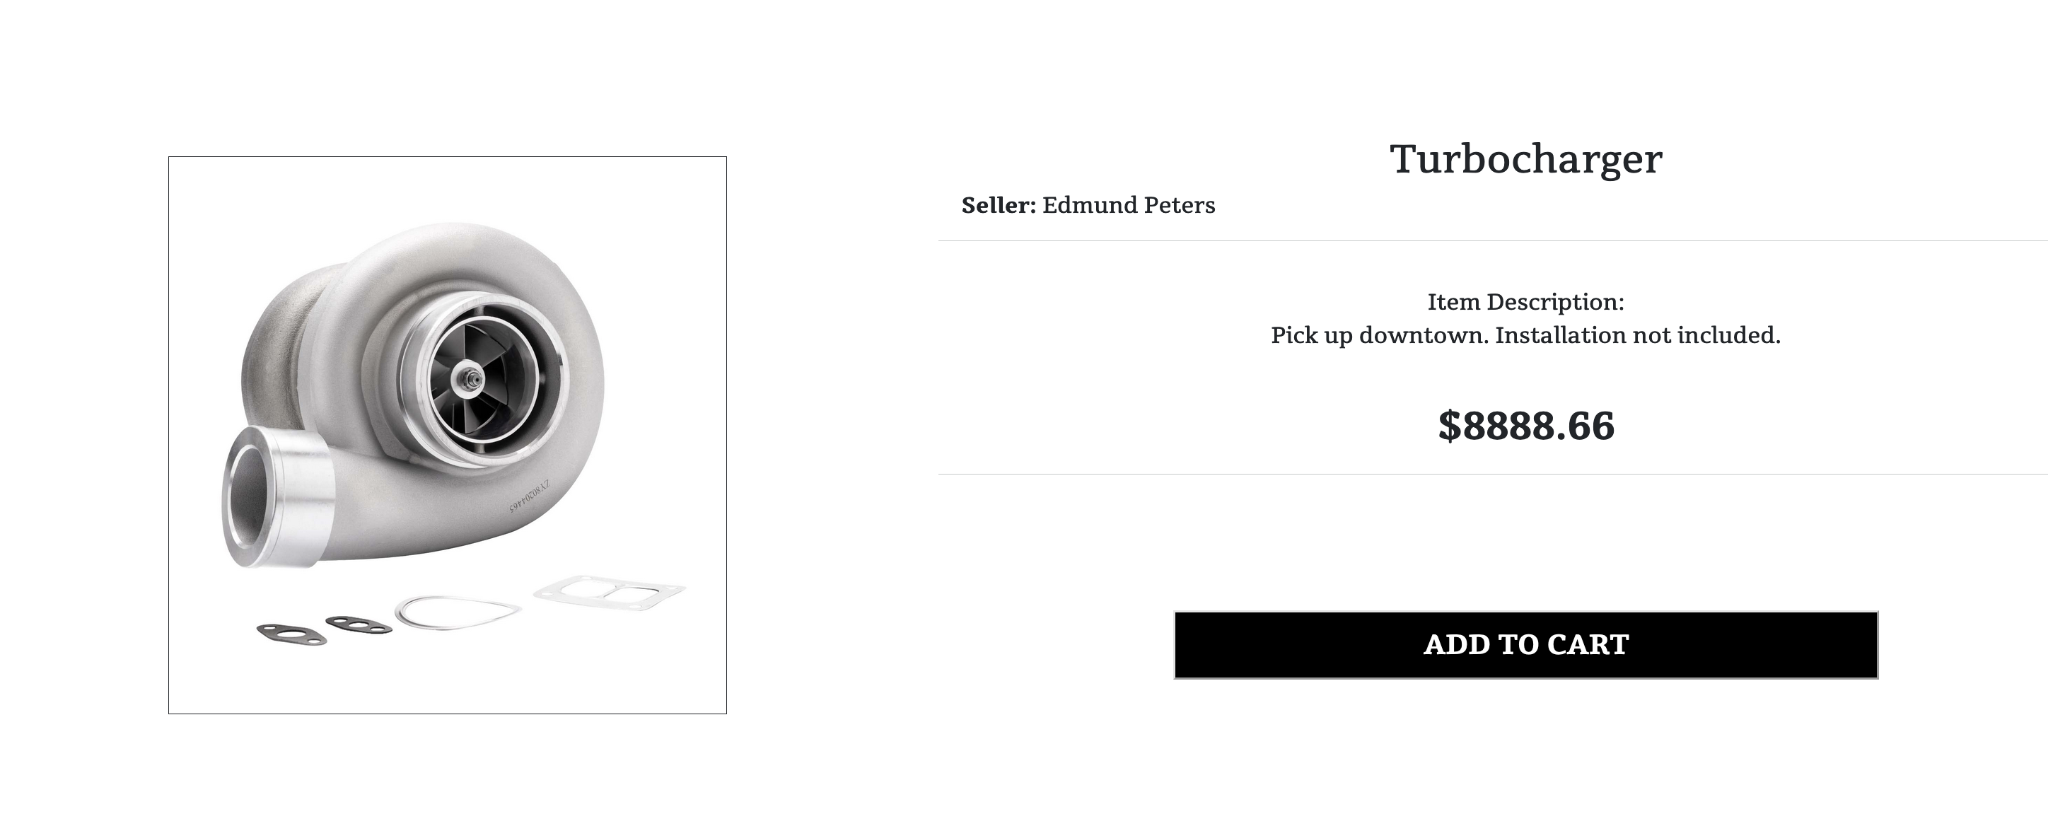 Turbocharger
Seller: Edmund Peters
Item Description:
Pick up downtown. Installation not included.
$8888.66
ADD TO CART